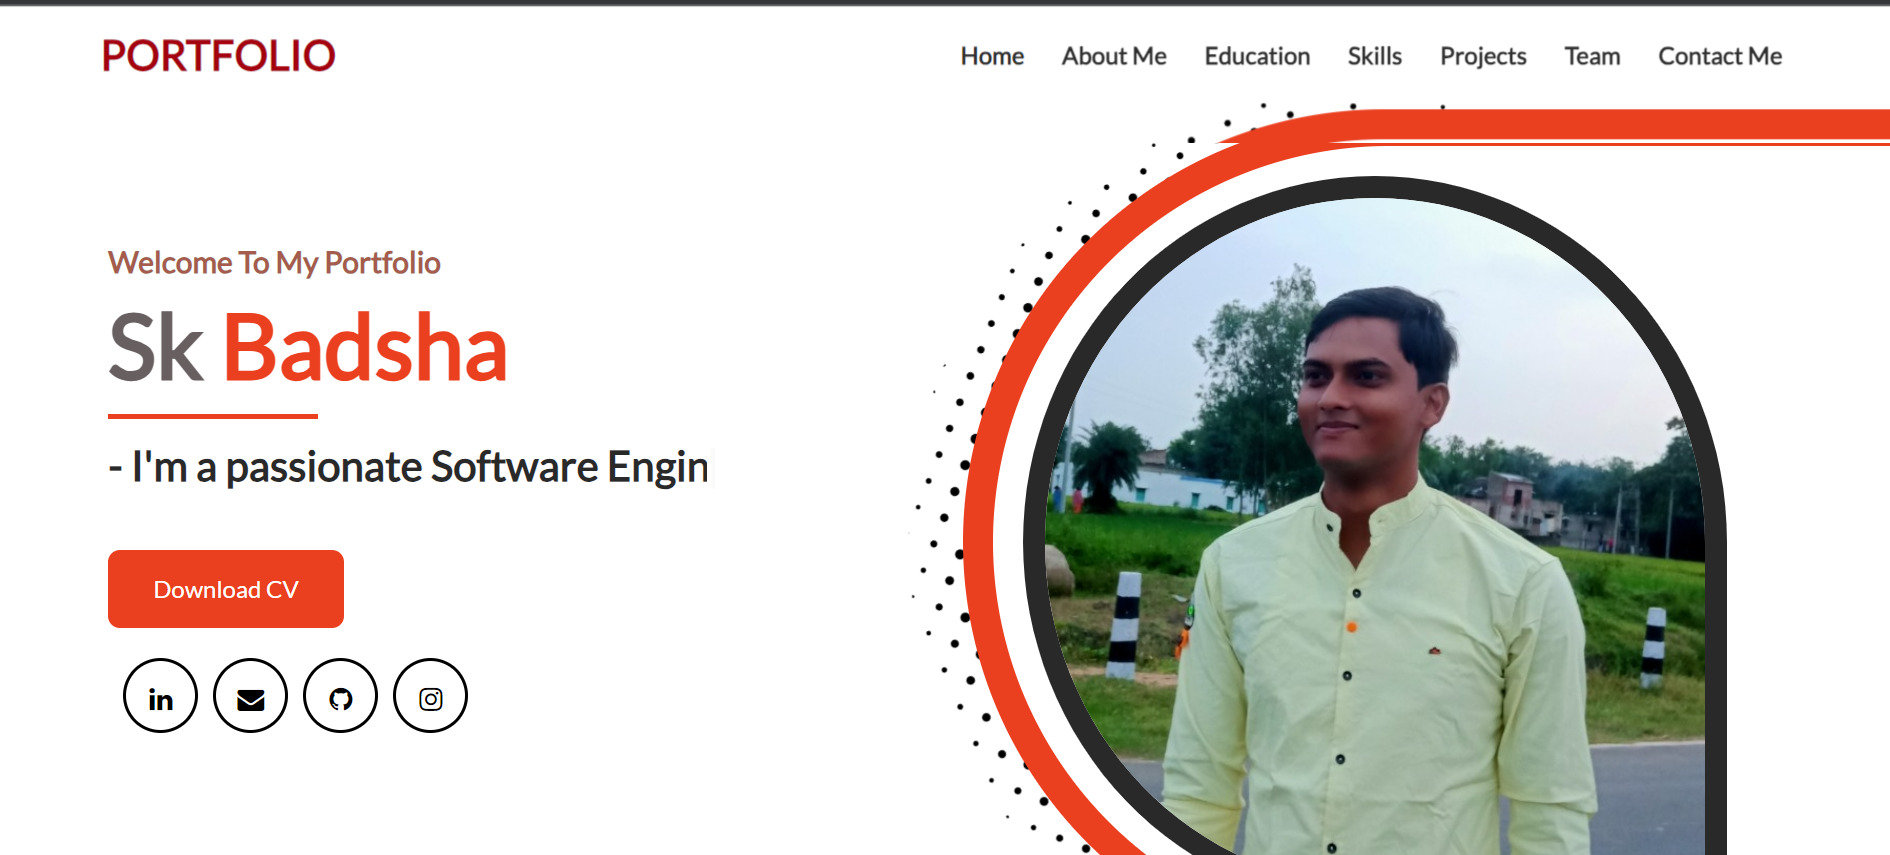 PORTFOLIO
Home About Me Education Skills Projects Team Contact Me
Welcome To My Portfolio
Sk Badsha
- I'm a passionate Software Engin
Download CV
in